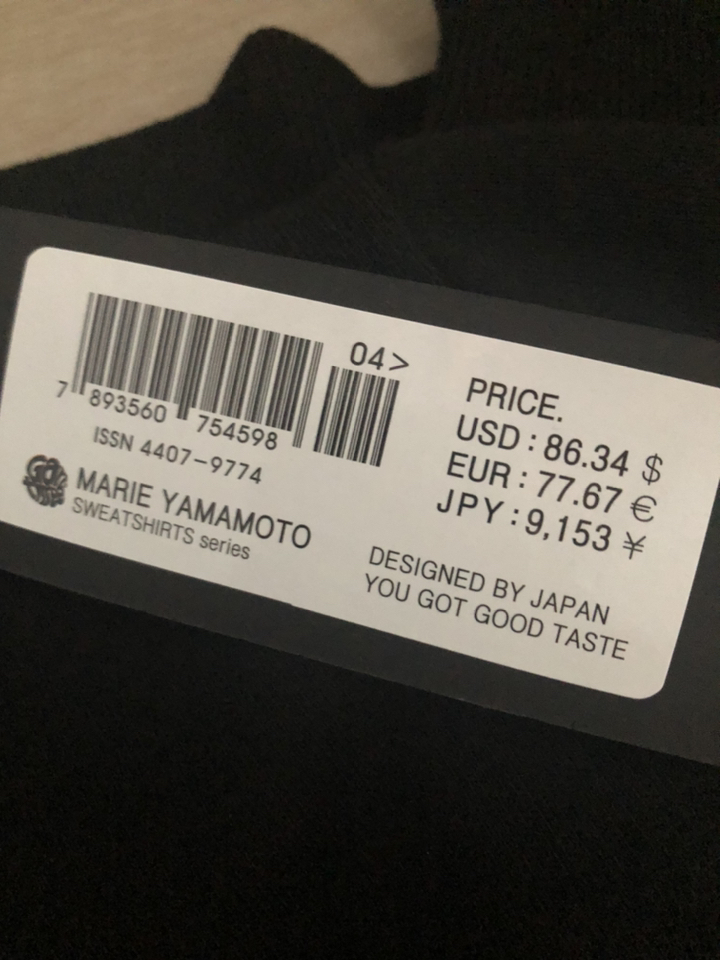 04>
7 893560 754598
ISSN 4407-9774
MARIE YAMAMOTO
SWEATSHIRTS series
PRICE.
USD : 86.34 $
EUR : 77.67 €
JPY : 9,153 ¥
DESIGNED BY JAPAN
YOU GOT GOOD TASTE